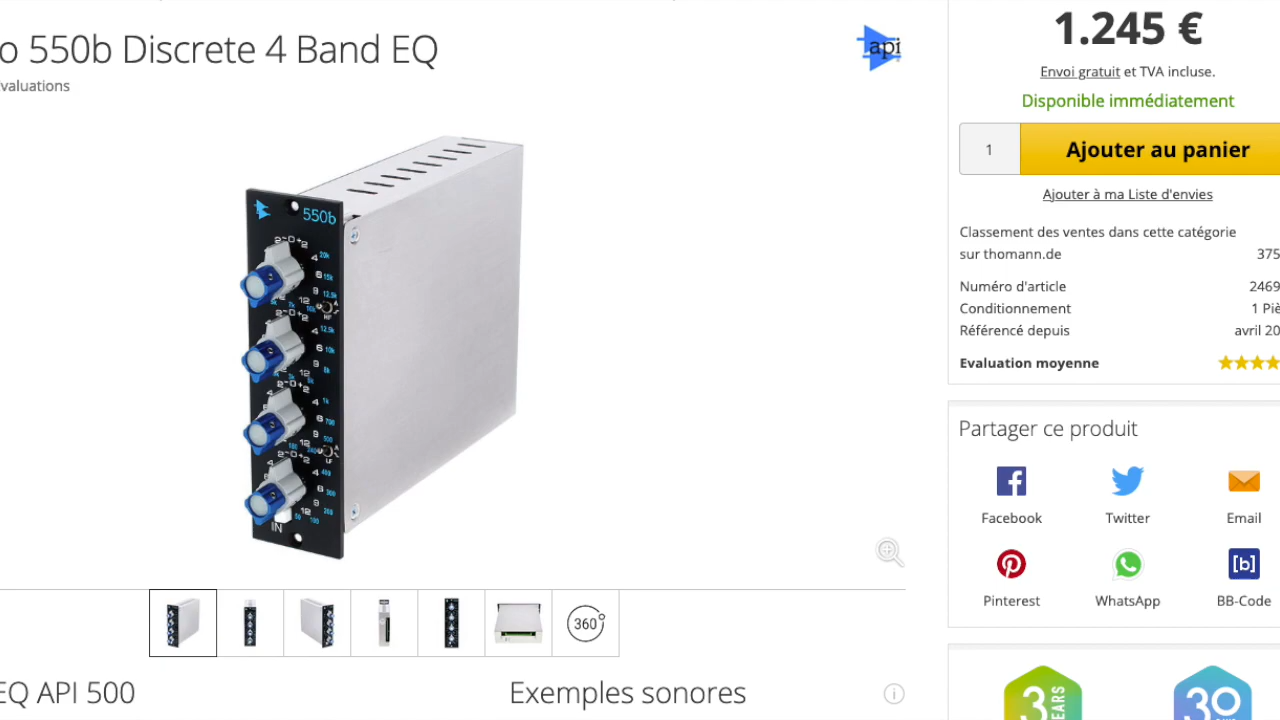 o 550b Discrete 4 Band EQ
valuations
api
1.245 €
Envoi gratuit et TVA incluse.
Disponible immédiatement
1
Ajouter au panier
Ajouter à ma Liste d'envies
Classement des ventes dans cette catégorie
sur thomann.de 375
Numéro d'article 2469
Conditionnement 1 Piè
Référencé depuis avril 20
Evaluation moyenne
Partager ce produit
Facebook
Twitter
Email
Pinterest
WhatsApp
[b]
BB-Code
550b
IN
360°
EQ API 500
Exemples sonores
3
EARS
30